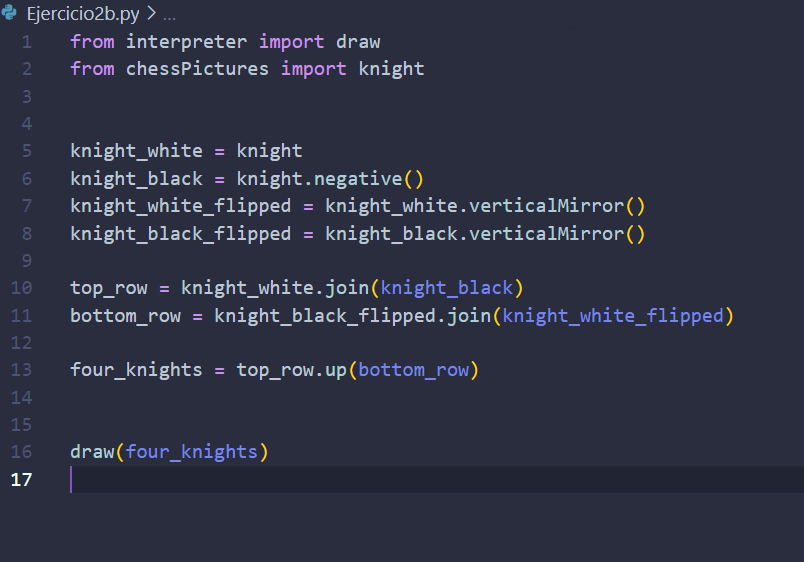 Ejercicio2b.py > ...
1 from interpreter import draw
2 from chessPictures import knight
3
4
5 knight_white = knight
6 knight_black = knight.negative()
7 knight_white_flipped = knight_white.verticalMirror()
8 knight_black_flipped = knight_black.verticalMirror()
9
10 top_row = knight_white.join(knight_black)
11 bottom_row = knight_black_flipped.join(knight_white_flipped)
12
13 four_knights = top_row.up(bottom_row)
14
15
16 draw(four_knights)
17